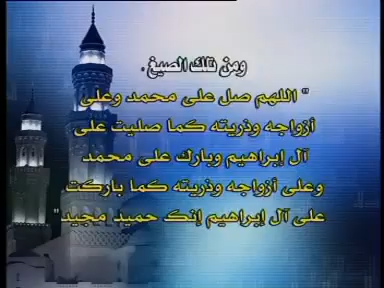 ومن تلك الصيغ .
" اللهم صل على محمد وعلى
أزواجه وذريته كما صليت على
آل إبراهيم وبارك على محمد
وعلى أزواجه وذريته كما باركت
على آل إبراهيم إنك حميد مجيد"